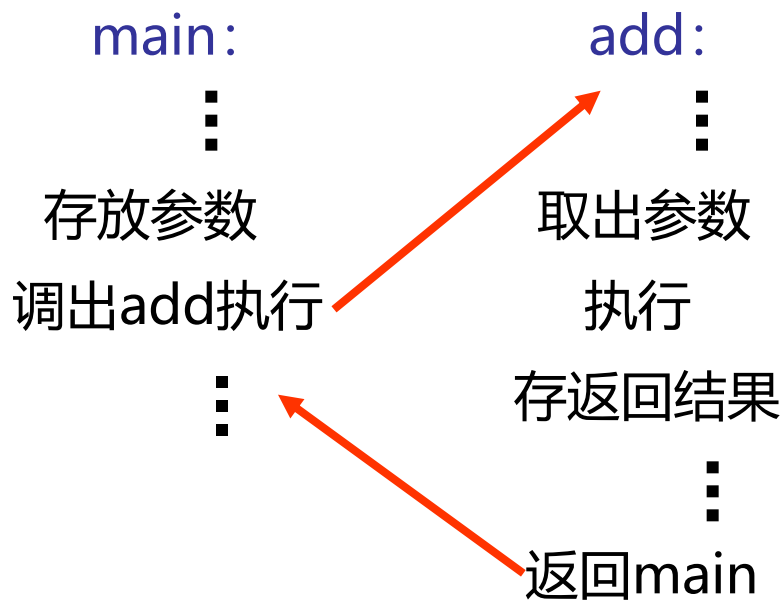 main：
⋮
存放参数
调出add执行
⋮
add：
⋮
取出参数
执行
存返回结果
⋮
返回main